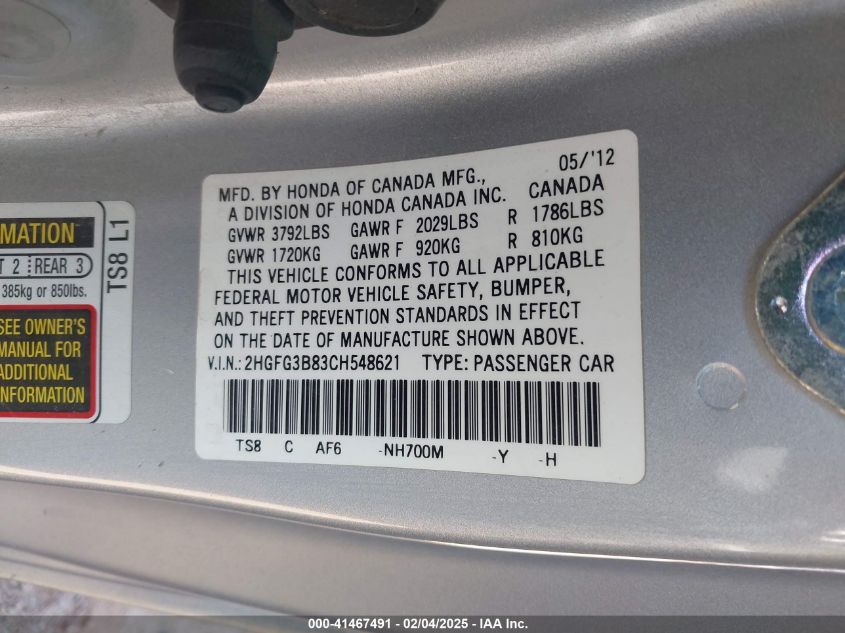 MATION
T 2 REAR 3
385kg or 850lbs.
SEE OWNER'S
MANUAL FOR
ADDITIONAL
INFORMATION
TS8 L1
05/'12
MFD. BY HONDA OF CANADA MFG.,
A DIVISION OF HONDA CANADA INC. CANADA
GVWR 3792LBS GAWR F 2029LBS R 1786LBS
GVWR 1720KG GAWR F 920KG R 810KG
THIS VEHICLE CONFORMS TO ALL APPLICABLE
FEDERAL MOTOR VEHICLE SAFETY, BUMPER,
AND THEFT PREVENTION STANDARDS IN EFFECT
ON THE DATE OF MANUFACTURE SHOWN ABOVE.
V.I.N.: 2HGFG3B83CH548621 TYPE: PASSENGER CAR
TS8 C AF6 -NH700M -Y -H
000-41467491 - 02/04/2025 - IAA Inc.